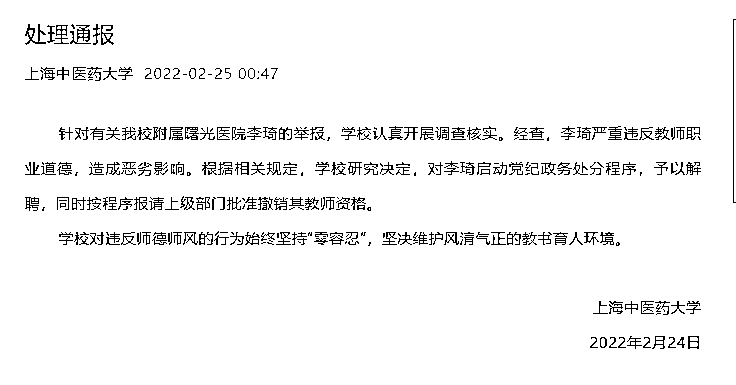 处理通报
上海中医药大学 2022-02-25 00:47
针对有关我校附属曙光医院李琦的举报，学校认真开展调查核实。经查，李琦严重违反教师职
业道德，造成恶劣影响。根据相关规定，学校研究决定，对李琦启动党纪政务处分程序，予以解
聘，同时按程序报请上级部门批准撤销其教师资格。
学校对违反师德师风的行为始终坚持“零容忍”，坚决维护风清气正的教书育人环境。
上海中医药大学
2022年2月24日